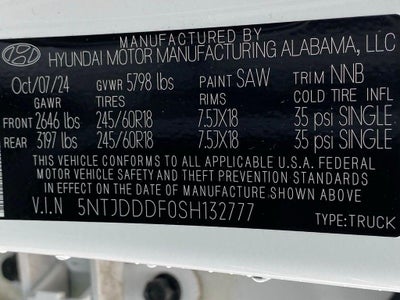 MANUFACTURED BY
HYUNDAI MOTOR MANUFACTURING ALABAMA, LLC
Oct/07/24 GVWR 5798 lbs PAINT SAW TRIM NNB
GAWR TIRES RIMS COLD TIRE INFL
FRONT 2646 lbs 245/60R18 7.5JX18 35 psi SINGLE
REAR 3197 lbs 245/60R18 7.5JX18 35 psi SINGLE
THIS VEHICLE CONFORMS TO ALL APPLICABLE U.S.A. FEDERAL
MOTOR VEHICLE SAFETY AND THEFT PREVENTION STANDARDS
IN EFFECT ON THE DATE OF MANUFACTURE SHOWN ABOVE
V.I.N 5NTJDDDF0SH132777
TYPE:TRUCK